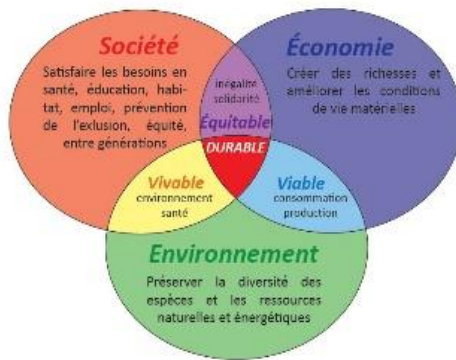 Société
Satisfaire les besoins en
santé, éducation, habi-
tat, emploi, prévention
de l'exlusion, équité,
entre générations
Économie
Créer des richesses et
améliorer les conditions
de vie matérielles
inégalité
solidarité
Équitable
DURABLE
Vivable
environnement
santé
Viable
consommation
production
Environnement
Préserver la diversité des
espèces et les ressources
naturelles et énergétiques